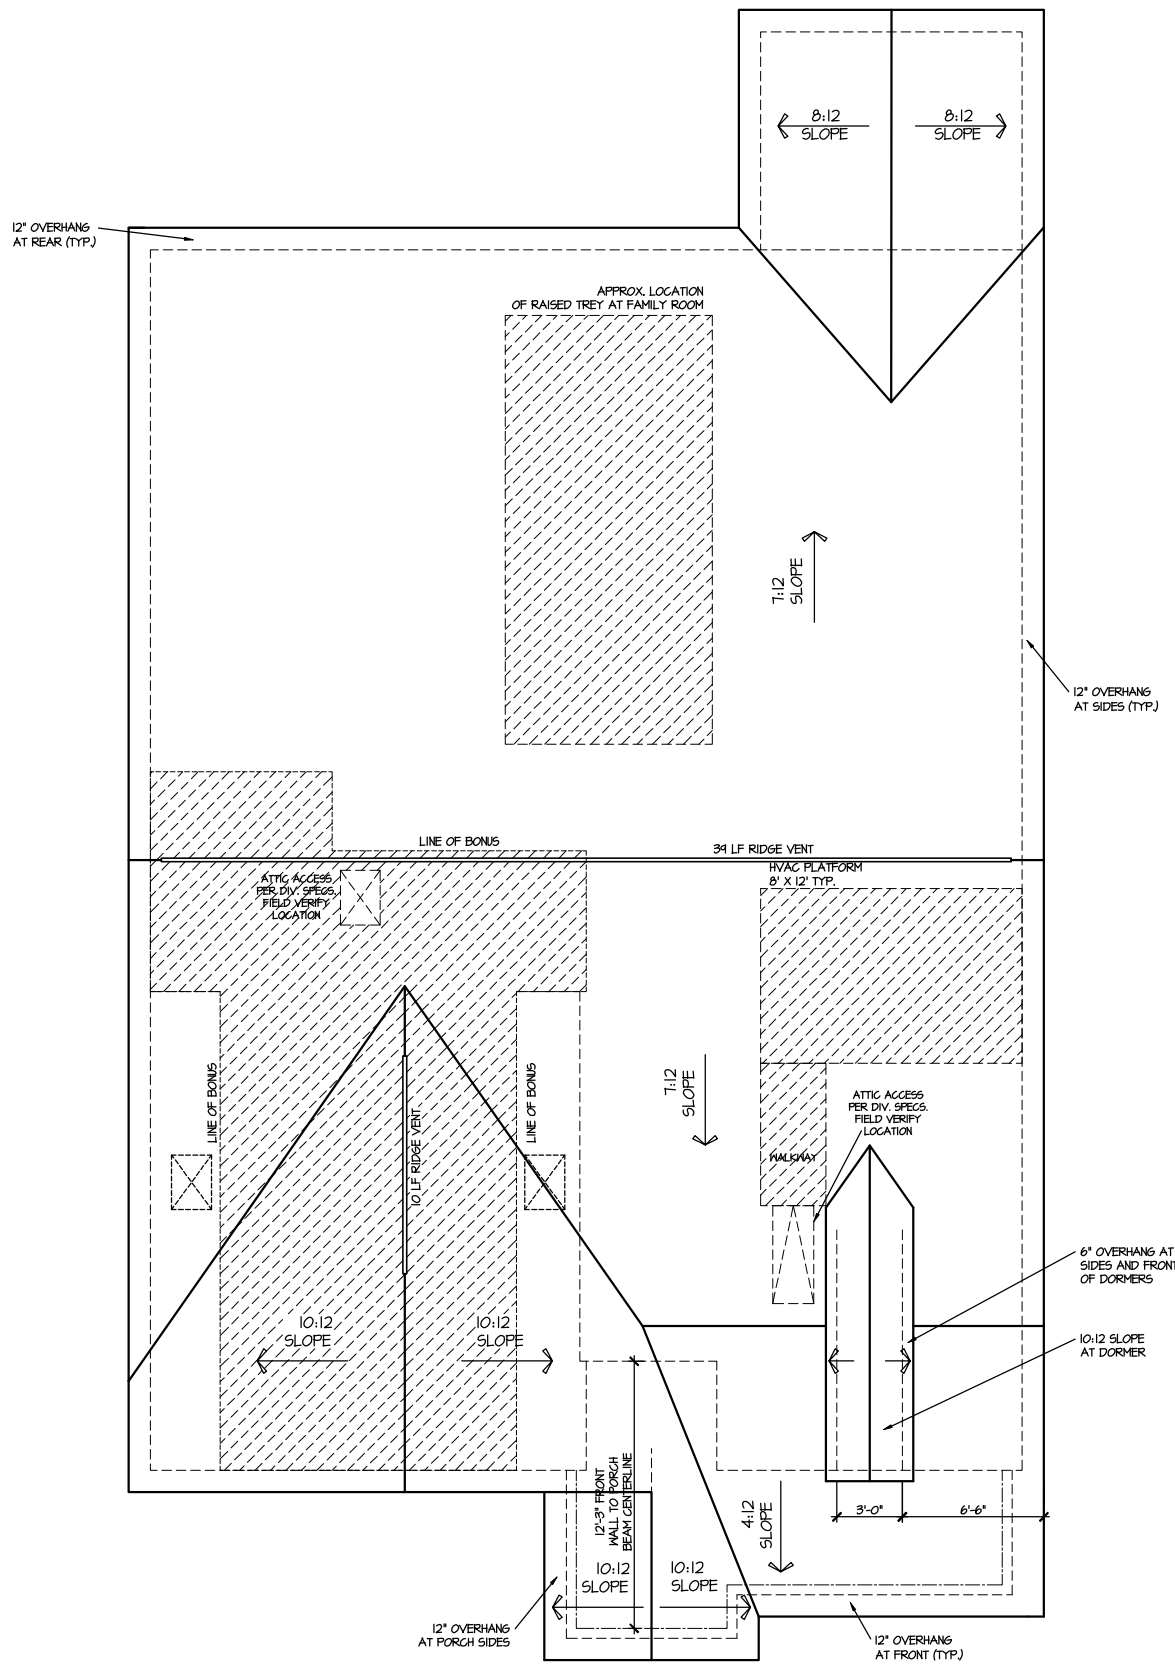 8:12
SLOPE
8:12
SLOPE
12" OVERHANG
AT REAR (TYP.)
APPROX. LOCATION
OF RAISED TREY AT FAMILY ROOM
7:12
SLOPE
12" OVERHANG
AT SIDES (TYP.)
LINE OF BONUS
39 LF RIDGE VENT
HVAC PLATFORM
8' X 12' TYP.
ATTIC ACCESS
PER DIV. SPECS.
FIELD VERIFY
LOCATION
LINE OF BONUS
10 LF RIDGE VENT
LINE OF BONUS
7:12
SLOPE
ATTIC ACCESS
PER DIV. SPECS.
FIELD VERIFY
LOCATION
WALKWAY
6" OVERHANG AT
SIDES AND FRONT
OF DORMERS
10:12
SLOPE
10:12
SLOPE
10:12 SLOPE
AT DORMER
12'-3" FRONT
WALL TO PORCH
BEAM CENTERLINE
4:12
SLOPE
3'-0"
6'-6"
10:12
SLOPE
10:12
SLOPE
12" OVERHANG
AT PORCH SIDES
12" OVERHANG
AT FRONT (TYP.)